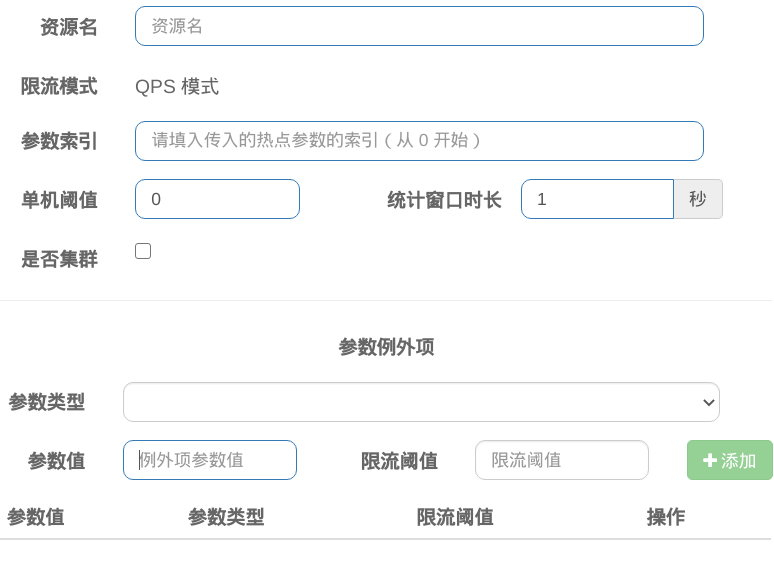 资源名 资源名
限流模式 QPS 模式
参数索引 请填入传入的热点参数的索引（从 0 开始）
单机阈值 0 统计窗口时长 1 秒
是否集群
参数例外项
参数类型
参数值 例外项参数值 限流阈值 限流阈值 添加
参数值 参数类型 限流阈值 操作